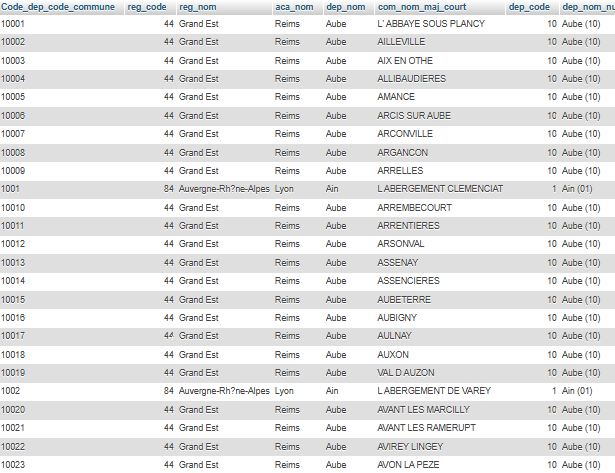 Code_dep_code_commune reg_code reg_nom aca_nom dep_nom com_nom_maj_court dep_code dep_nom_nu
10001 44 Grand Est Reims Aube L' ABBAYE SOUS PLANCY 10 Aube (10)
10002 44 Grand Est Reims Aube AILLEVILLE 10 Aube (10)
10003 44 Grand Est Reims Aube AIX EN OTHE 10 Aube (10)
10004 44 Grand Est Reims Aube ALLIBAUDIERES 10 Aube (10)
10005 44 Grand Est Reims Aube AMANCE 10 Aube (10)
10006 44 Grand Est Reims Aube ARCIS SUR AUBE 10 Aube (10)
10007 44 Grand Est Reims Aube ARCONVILLE 10 Aube (10)
10008 44 Grand Est Reims Aube ARGANCON 10 Aube (10)
10009 44 Grand Est Reims Aube ARRELLES 10 Aube (10)
1001 84 Auvergne-Rh?ne-Alpes Lyon Ain L ABERGEMENT CLEMENCIAT 1 Ain (01)
10010 44 Grand Est Reims Aube ARREMBECOURT 10 Aube (10)
10011 44 Grand Est Reims Aube ARRENTIERES 10 Aube (10)
10012 44 Grand Est Reims Aube ARSONVAL 10 Aube (10)
10013 44 Grand Est Reims Aube ASSENAY 10 Aube (10)
10014 44 Grand Est Reims Aube ASSENCIERES 10 Aube (10)
10015 44 Grand Est Reims Aube AUBETERRE 10 Aube (10)
10016 44 Grand Est Reims Aube AUBIGNY 10 Aube (10)
10017 44 Grand Est Reims Aube AULNAY 10 Aube (10)
10018 44 Grand Est Reims Aube AUXON 10 Aube (10)
10019 44 Grand Est Reims Aube VAL D AUZON 10 Aube (10)
1002 84 Auvergne-Rh?ne-Alpes Lyon Ain L ABERGEMENT DE VAREY 1 Ain (01)
10020 44 Grand Est Reims Aube AVANT LES MARCILLY 10 Aube (10)
10021 44 Grand Est Reims Aube AVANT LES RAMERUPT 10 Aube (10)
10022 44 Grand Est Reims Aube AVIREY LINGEY 10 Aube (10)
10023 44 Grand Est Reims Aube AVON LA PEZE 10 Aube (10)